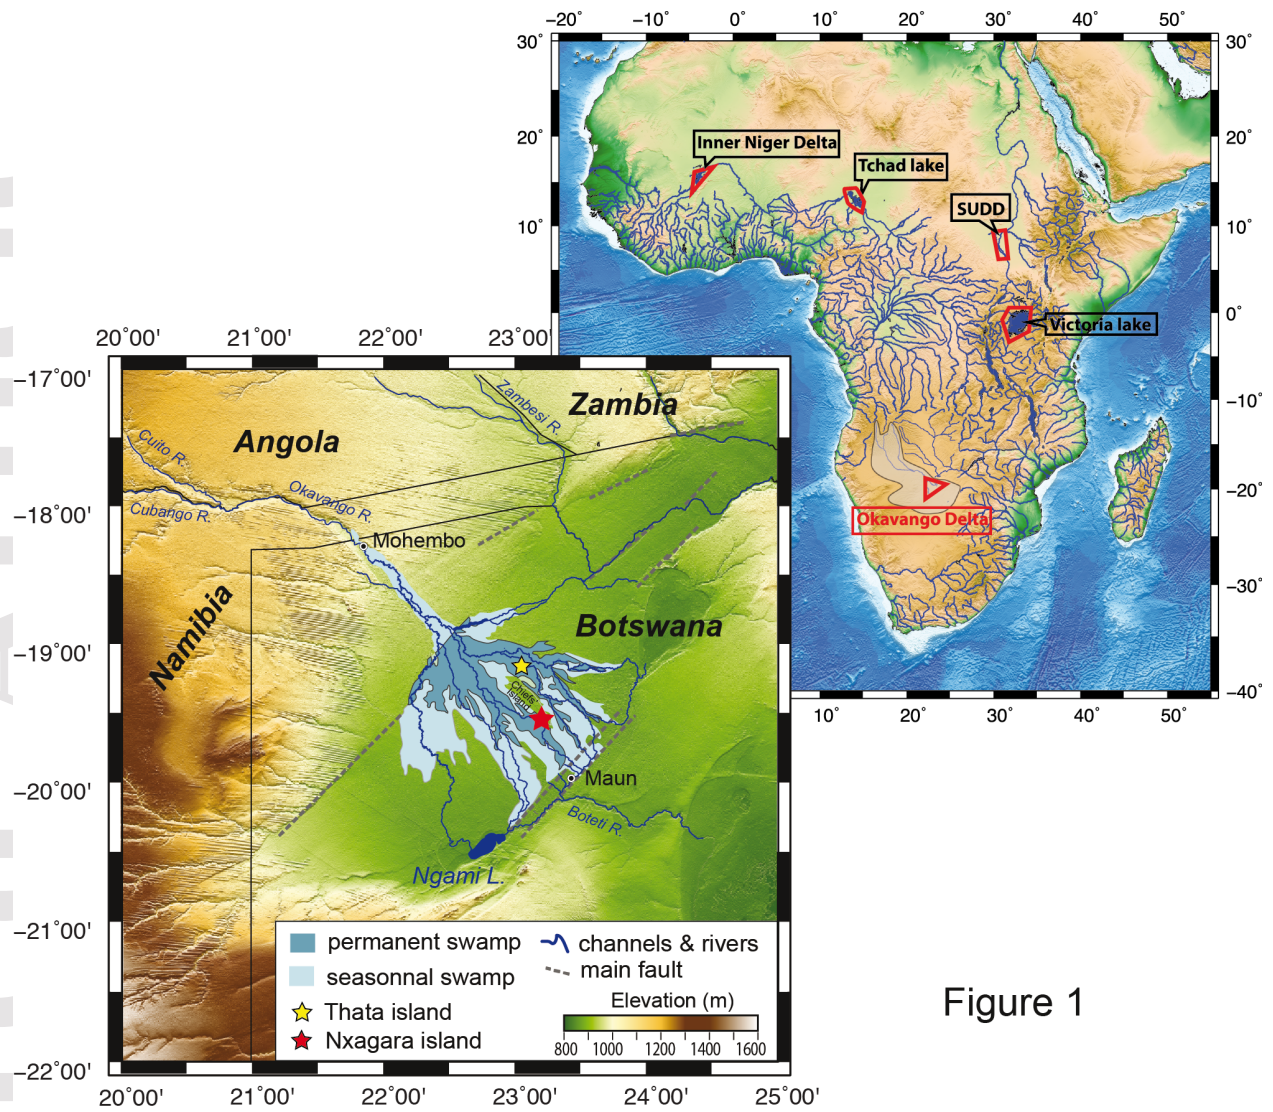 −20˚ −10˚ 0˚ 10˚ 20˚ 30˚ 40˚ 50˚
30˚ 30˚
Inner Niger Delta
20˚ 20˚
Tchad lake
SUDD
10˚ 10˚
0˚ 0˚
Victoria lake
20˚00' 21˚00' 22˚00' 23˚00'
−17˚00'
Zambesi R.
Zambia
−10˚
Angola
Cuito R.
Okavango R.
−20˚
−18˚00'
Cubango R.
Okavango Delta
Mohembo
−30˚
Namibia
Botswana
−19˚00'
Chiefs
Island
−40˚
10˚ 20˚ 30˚ 40˚ 50˚
Maun
−20˚00'
Boteti R.
Ngami L.
−21˚00'
permanent swamp
channels & rivers
seasonnal swamp
main fault
Thata island
Elevation (m)
Nxagara island
800 1000 1200 1400 1600
−22˚00'
20˚00' 21˚00' 22˚00' 23˚00' 24˚00' 25˚00'
Figure 1